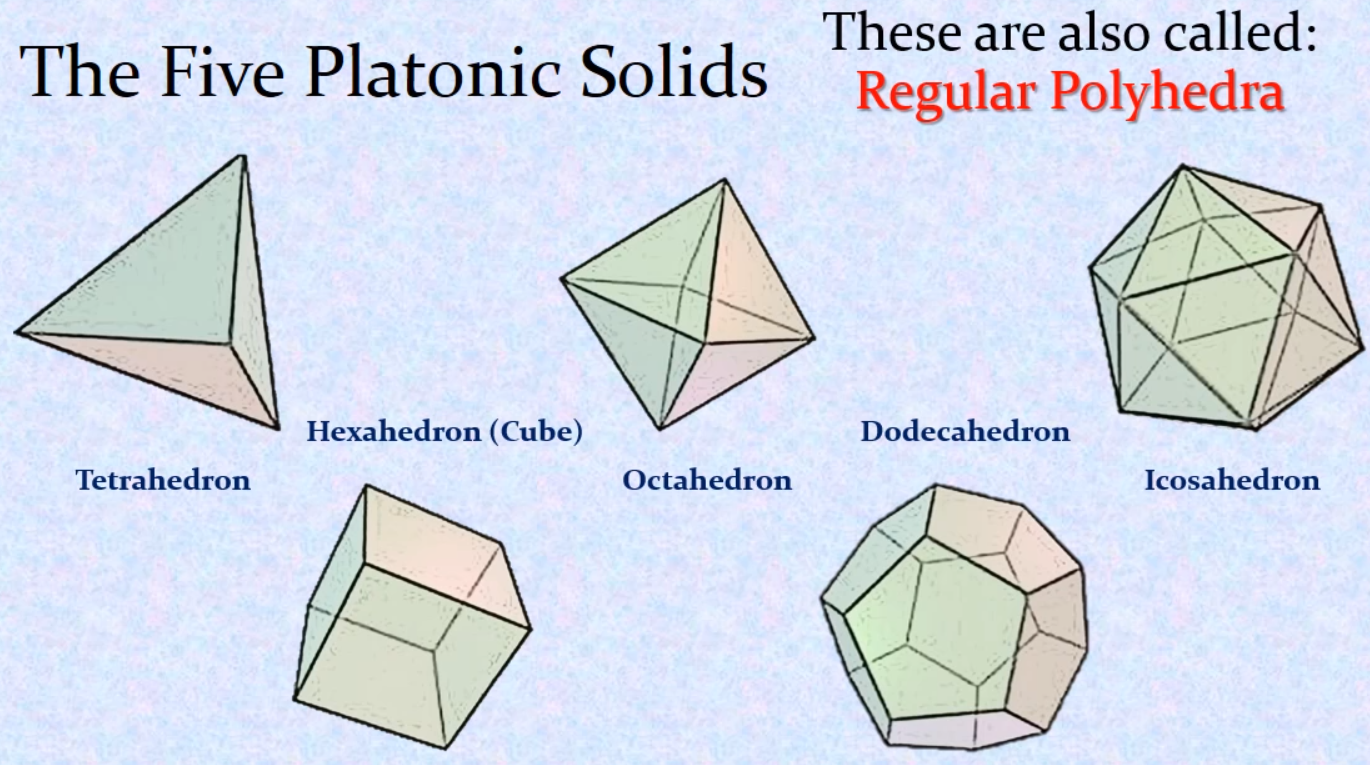 The Five Platonic Solids
These are also called:
Regular Polyhedra
Hexahedron (Cube)
Dodecahedron
Tetrahedron
Octahedron
Icosahedron